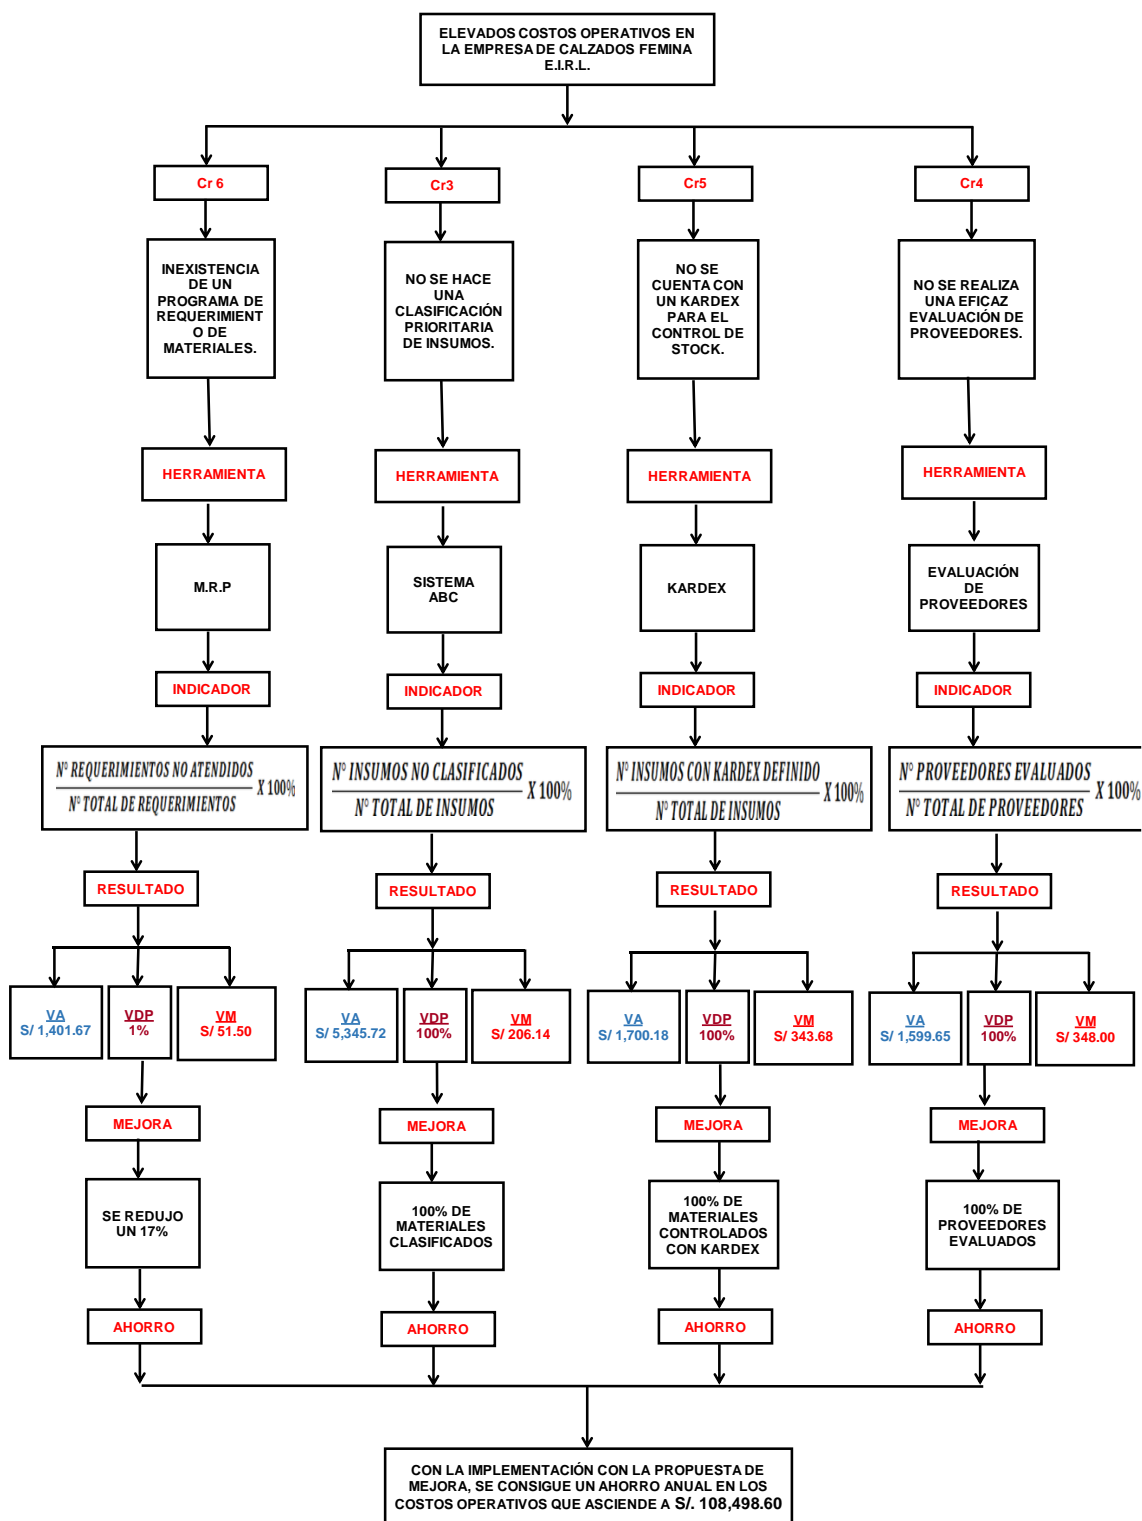 ELEVADOS COSTOS OPERATIVOS EN
LA EMPRESA DE CALZADOS FEMINA
E.I.R.L.
Cr 6
Cr3
Cr5
Cr4
INEXISTENCIA
DE UN
PROGRAMA DE
REQUERIMIENT
O DE
MATERIALES.
NO SE HACE
UNA
CLASIFICACIÓN
PRIORITARIA
DE INSUMOS.
NO SE
CUENTA CON
UN KARDEX
PARA EL
CONTROL DE
STOCK.
NO SE REALIZA
UNA EFICAZ
EVALUACIÓN DE
PROVEEDORES.
HERRAMIENTA
HERRAMIENTA
HERRAMIENTA
HERRAMIENTA
M.R.P
SISTEMA
ABC
KARDEX
EVALUACIÓN
DE
PROVEEDORES
INDICADOR
INDICADOR
INDICADOR
INDICADOR
N° REQUERIMIENTOS NO ATENDIDOS
N° TOTAL DE REQUERIMIENTOS
X 100%
N° INSUMOS NO CLASIFICADOS
N° TOTAL DE INSUMOS
X 100%
N° INSUMOS CON KARDEX DEFINIDO
N° TOTAL DE INSUMOS
X 100%
N° PROVEEDORES EVALUADOS
N° TOTAL DE PROVEEDORES
X 100%
RESULTADO
RESULTADO
RESULTADO
RESULTADO
VA
S/ 1,401.67
VDP
1%
VM
S/ 51.50
VA
S/ 5,345.72
VDP
100%
VM
S/ 206.14
VA
S/ 1,700.18
VDP
100%
VM
S/ 343.68
VA
S/ 1,599.65
VDP
100%
VM
S/ 348.00
MEJORA
MEJORA
MEJORA
MEJORA
SE REDUJO
UN 17%
100% DE
MATERIALES
CLASIFICADOS
100% DE
MATERIALES
CONTROLADOS
CON KARDEX
100% DE
PROVEEDORES
EVALUADOS
AHORRO
AHORRO
AHORRO
AHORRO
CON LA IMPLEMENTACIÓN CON LA PROPUESTA DE
MEJORA, SE CONSIGUE UN AHORRO ANUAL EN LOS
COSTOS OPERATIVOS QUE ASCIENDE A S/. 108,498.60